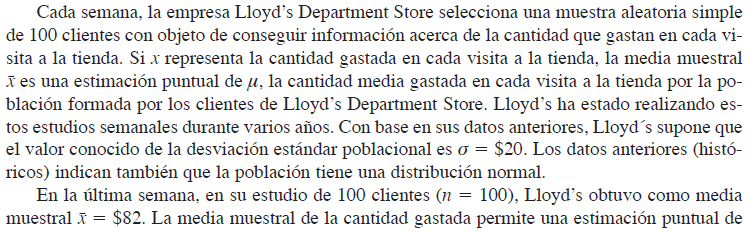 Cada semana, la empresa Lloyd's Department Store selecciona una muestra aleatoria simple
de 100 clientes con objeto de conseguir información acerca de la cantidad que gastan en cada vi-
sita a la tienda. Si x representa la cantidad gastada en cada visita a la tienda, la media muestral
x̄ es una estimación puntual de μ, la cantidad media gastada en cada visita a la tienda por la po-
blación formada por los clientes de Lloyd's Department Store. Lloyd's ha estado realizando es-
tos estudios semanales durante varios años. Con base en sus datos anteriores, Lloyd´s supone que
el valor conocido de la desviación estándar poblacional es σ = $20. Los datos anteriores (histó-
ricos) indican también que la población tiene una distribución normal.
En la última semana, en su estudio de 100 clientes (n = 100), Lloyd's obtuvo como media
muestral x̄ = $82. La media muestral de la cantidad gastada permite una estimación puntual de